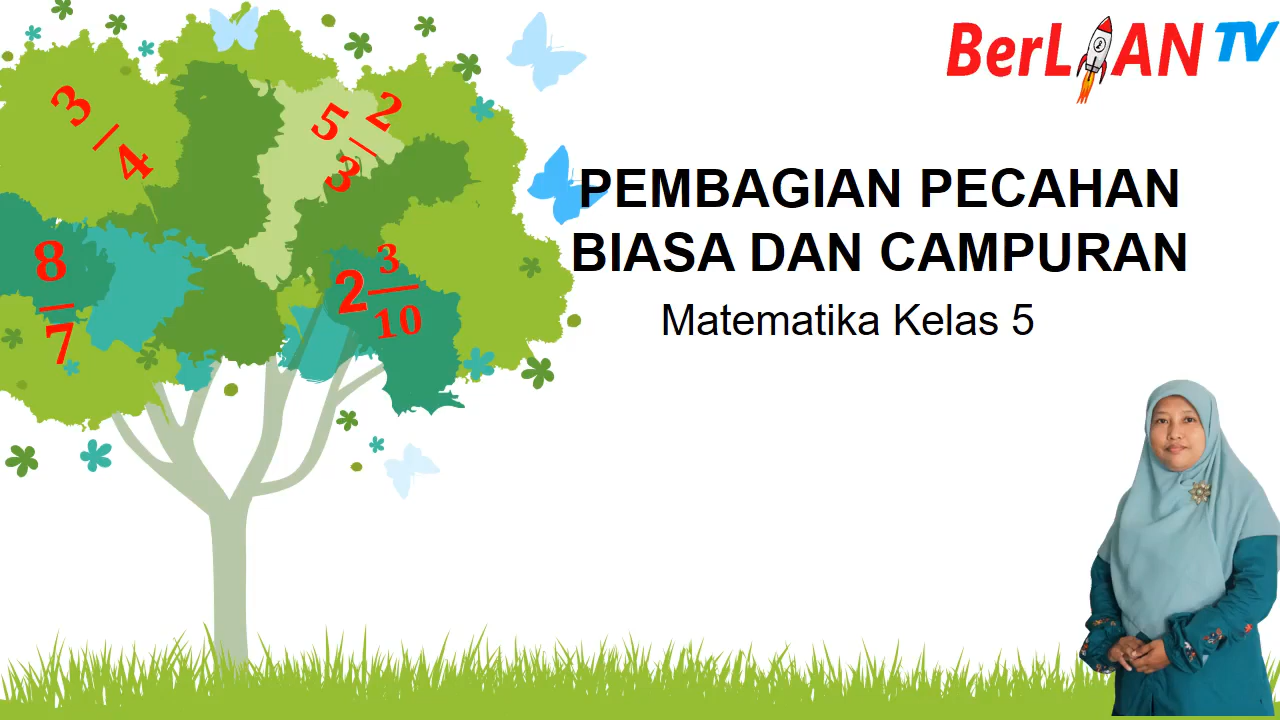 BerLIAN TV
PEMBAGIAN PECAHAN
BIASA DAN CAMPURAN
Matematika Kelas 5
3/4
5 2/3
8/7
2 3/10